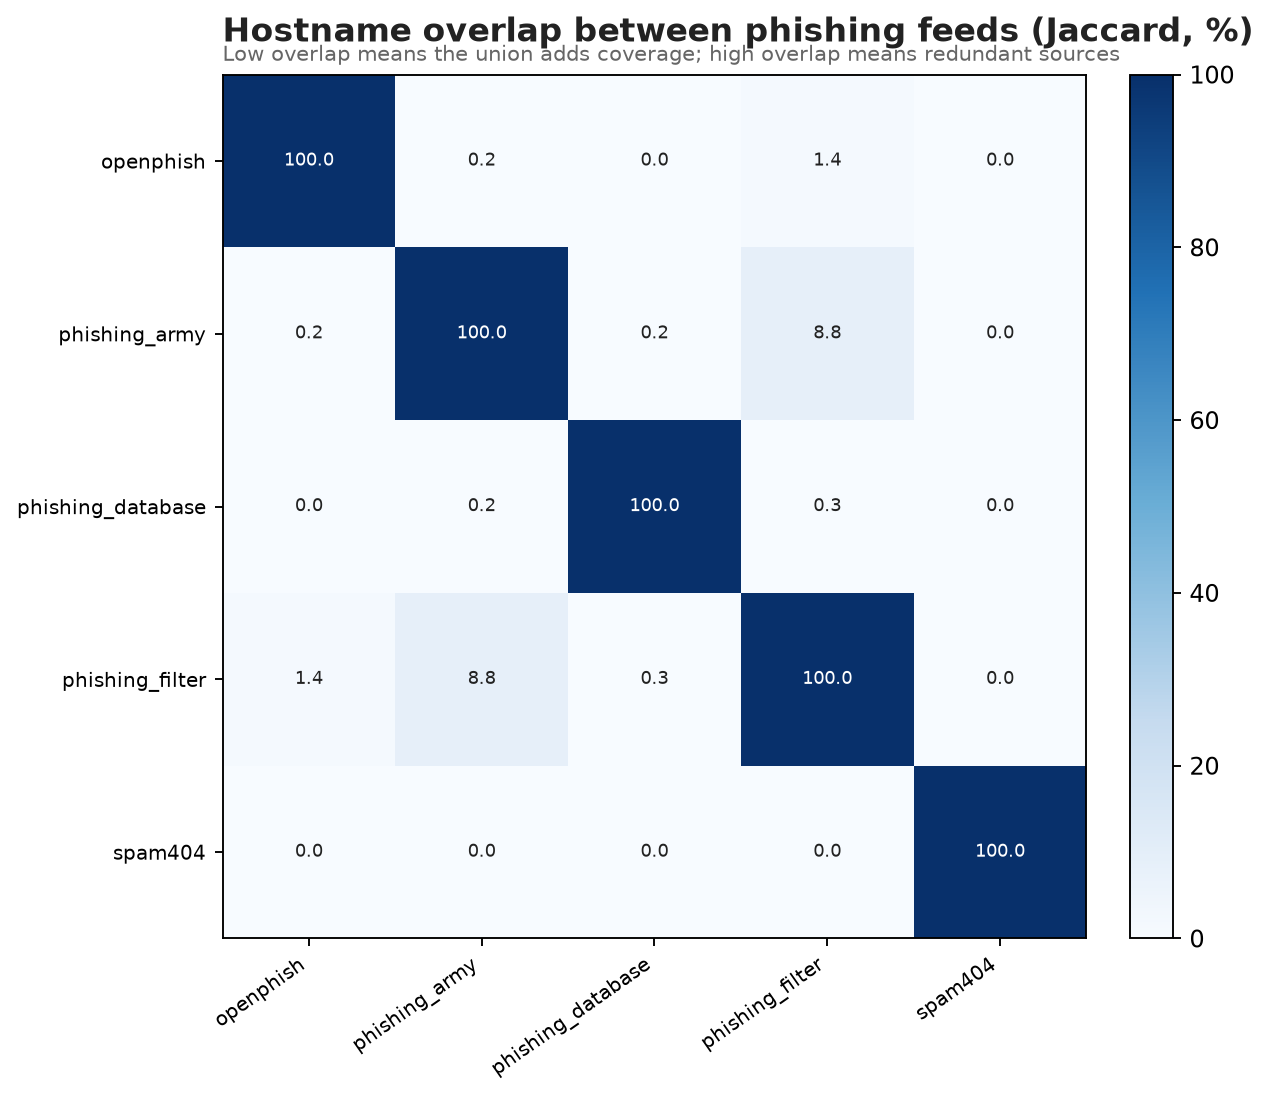 Hostname overlap between phishing feeds (Jaccard, %)
Low overlap means the union adds coverage; high overlap means redundant sources
openphish 100.0 0.2 0.0 1.4 0.0
phishing_army 0.2 100.0 0.2 8.8 0.0
phishing_database 0.0 0.2 100.0 0.3 0.0
phishing_filter 1.4 8.8 0.3 100.0 0.0
spam404 0.0 0.0 0.0 0.0 100.0
openphish phishing_army phishing_database phishing_filter spam404
100
80
60
40
20
0